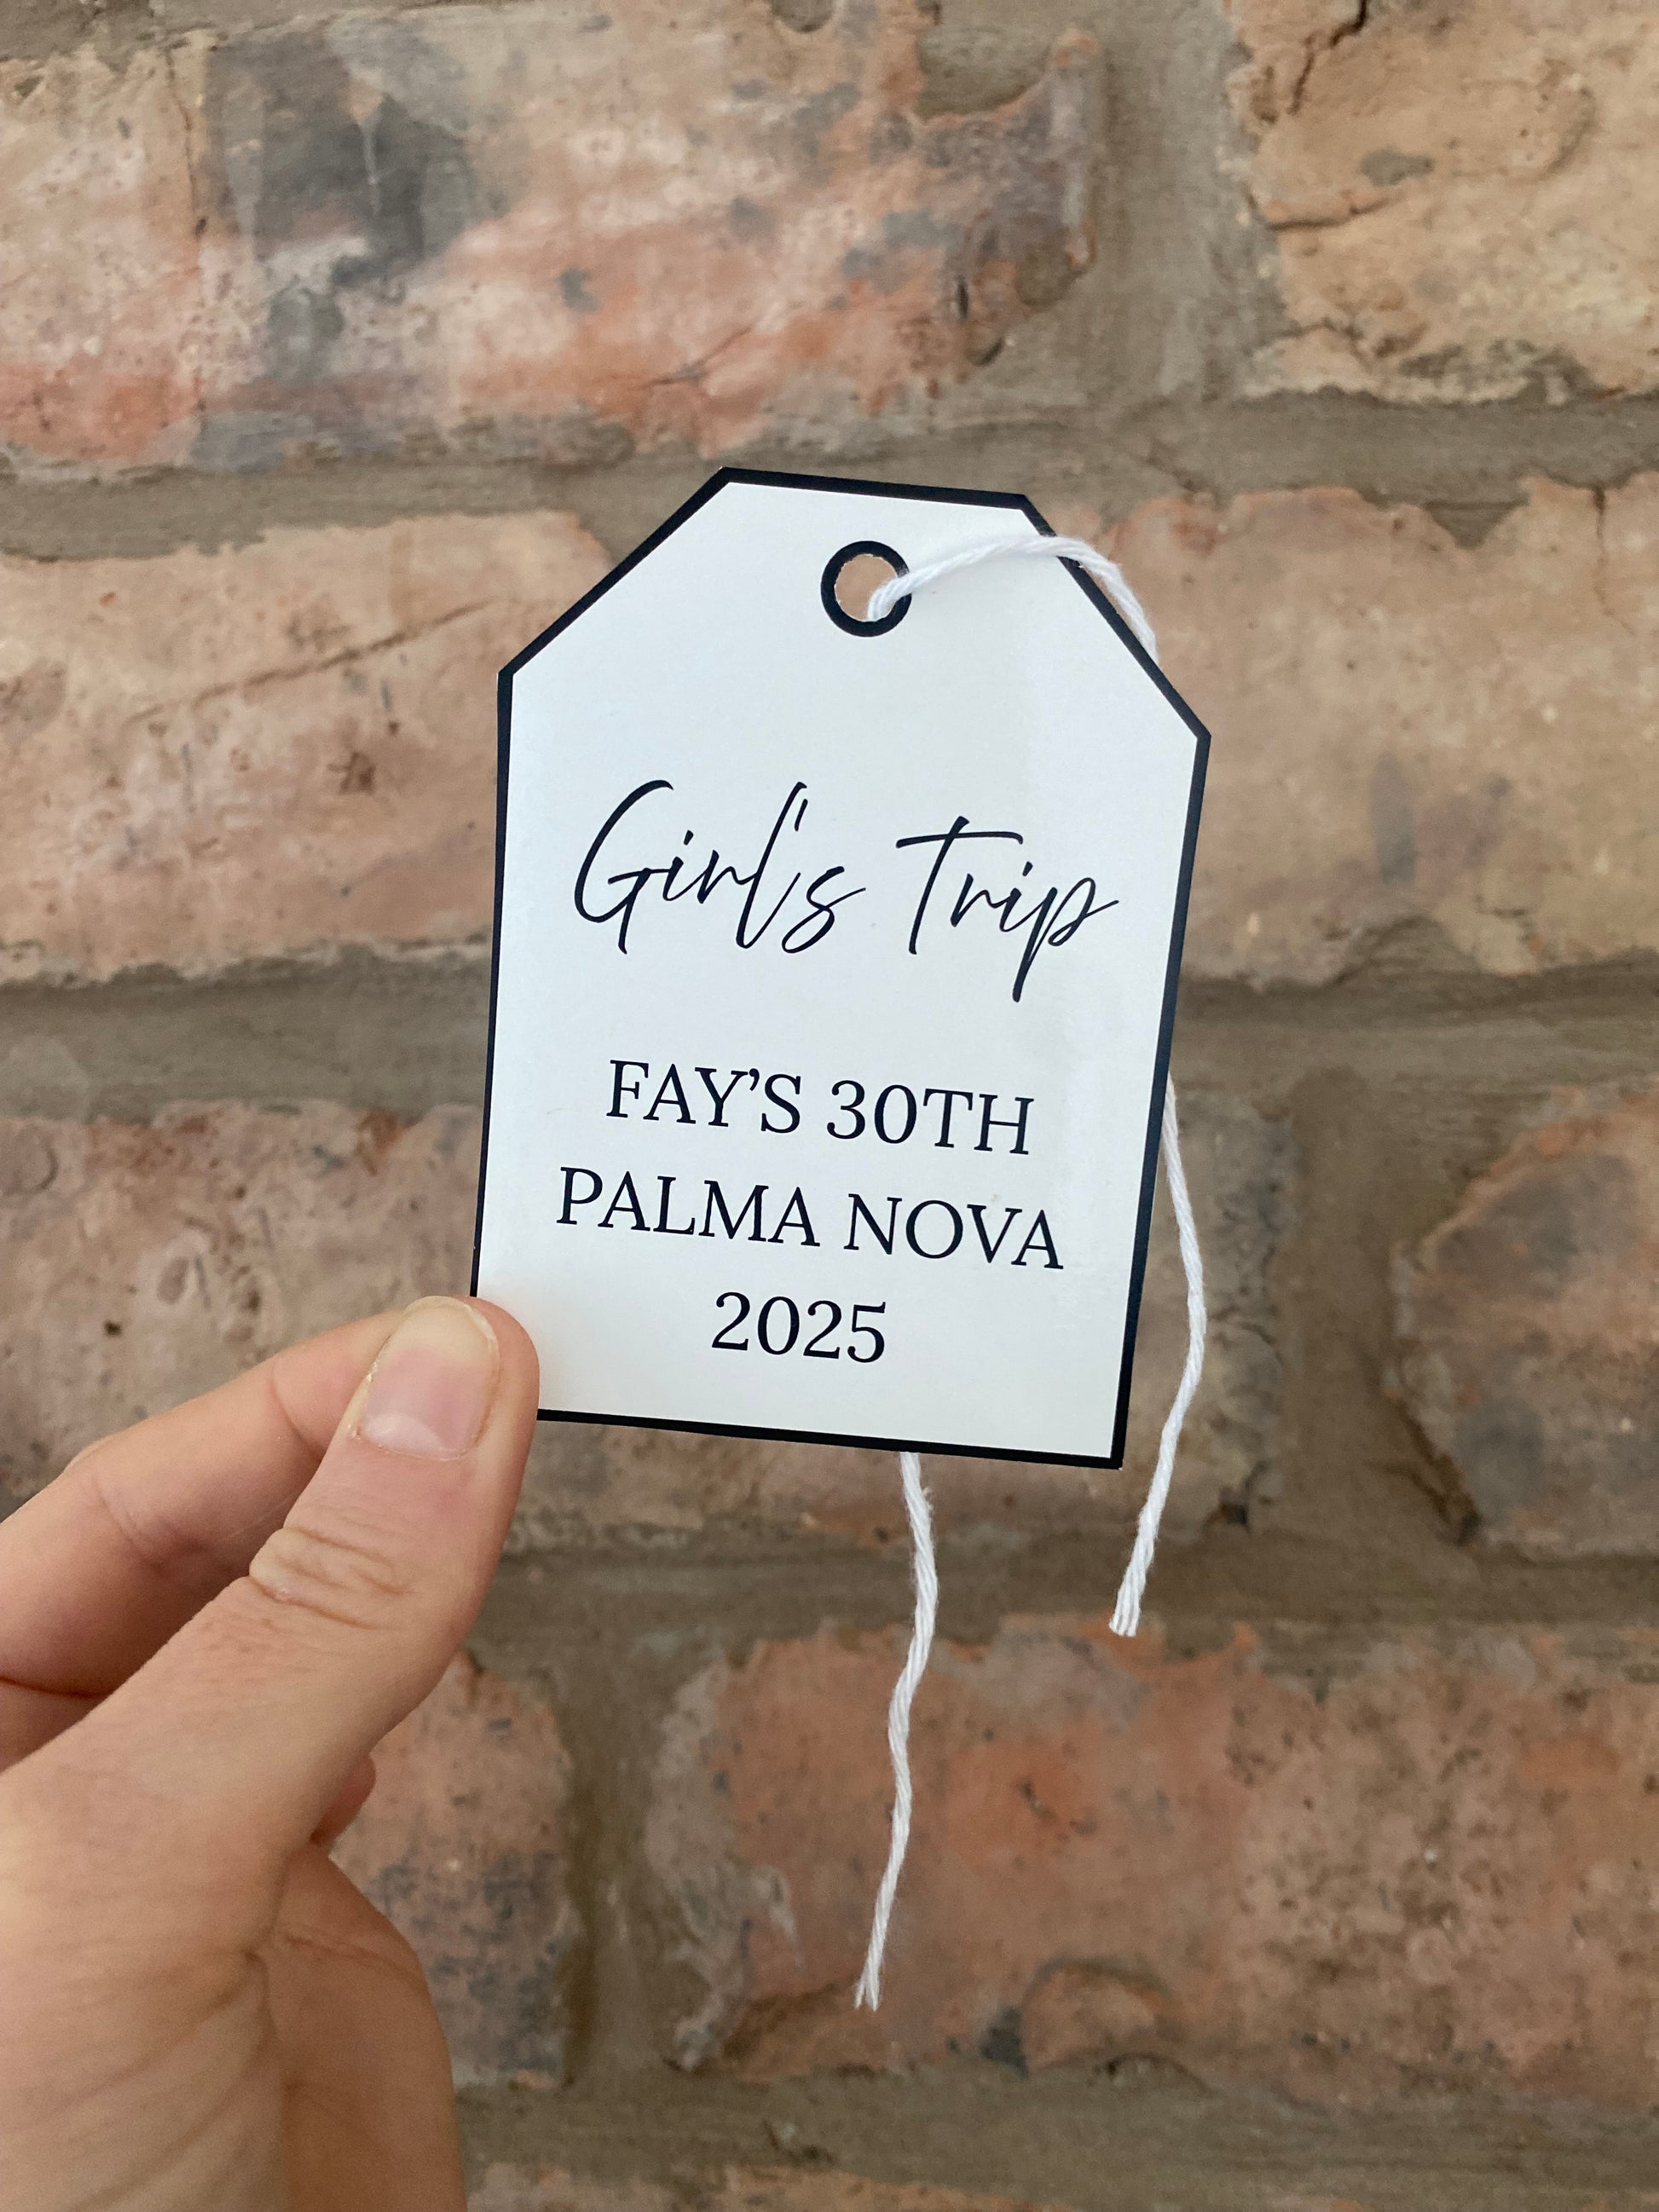 Girl's Trip
FAY’S 30TH
PALMA NOVA
2025